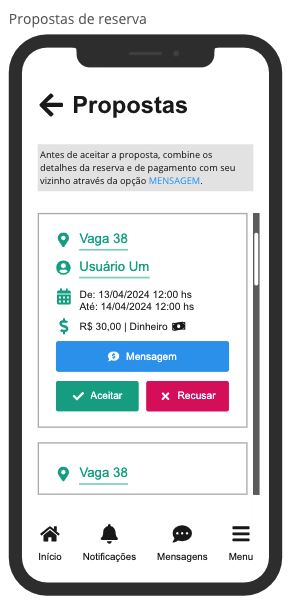 Propostas de reserva
Propostas
Antes de aceitar a proposta, combine os
detalhes da reserva e de pagamento com seu
vizinho através da opção MENSAGEM.
Vaga 38
Usuário Um
De: 13/04/2024 12:00 hs
Até: 14/04/2024 12:00 hs
R$ 30,00 | Dinheiro
Mensagem
Aceitar
Recusar
Vaga 38
Início
Notificações
Mensagens
Menu